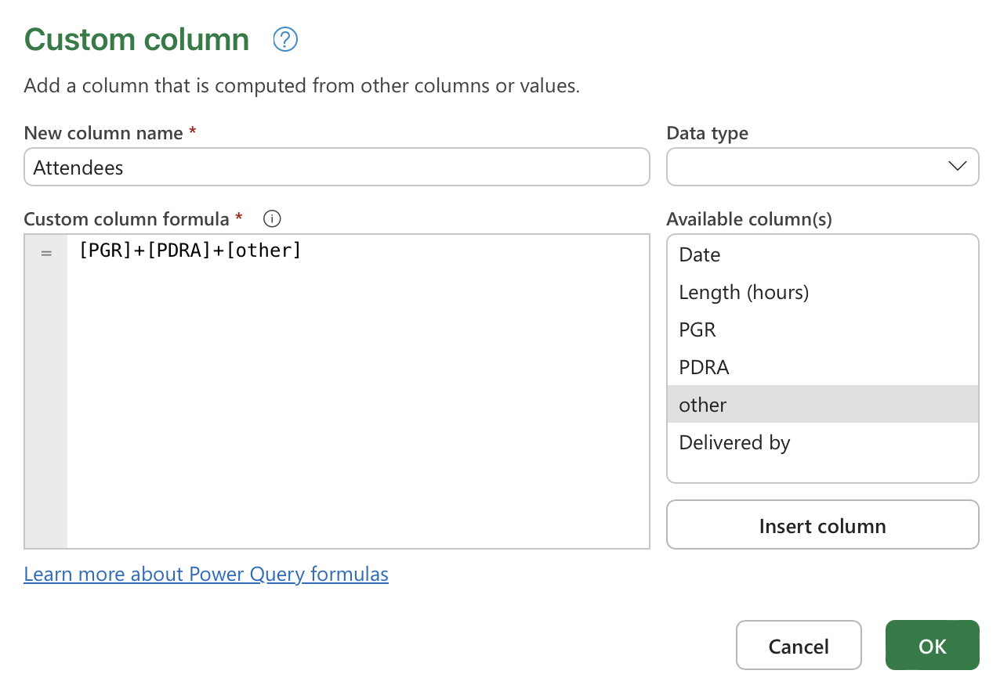 Custom column
Add a column that is computed from other columns or values.
New column name *
Data type
Attendees
Custom column formula *
Available column(s)
= [PGR]+[PDRA]+[other]
Date
Length (hours)
PGR
PDRA
other
Delivered by
Insert column
Learn more about Power Query formulas
Cancel
OK